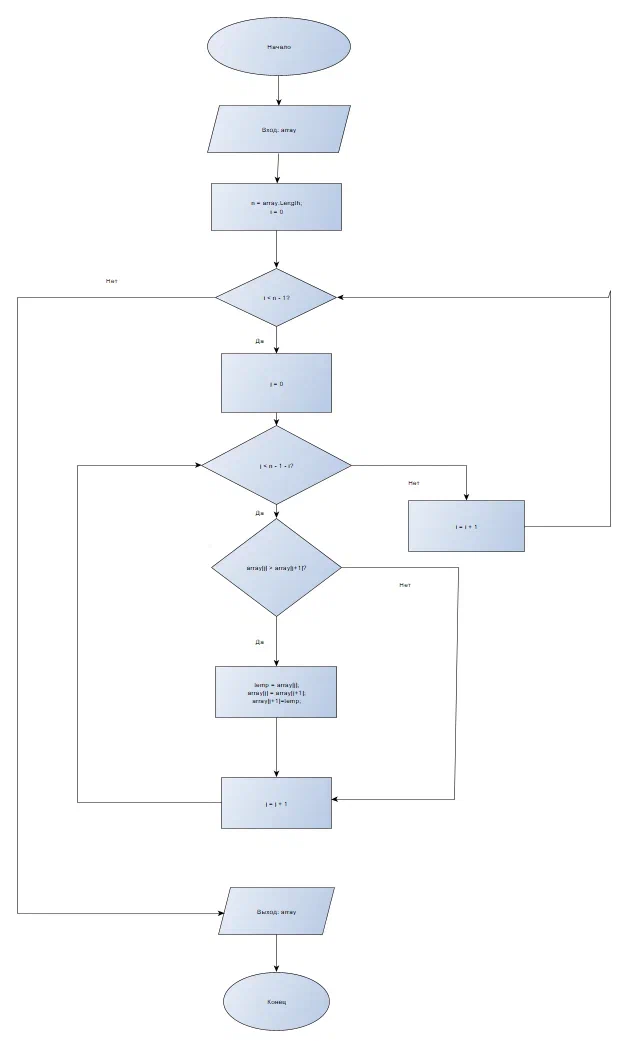 Начало
Вход: array
n = array.Length;
i = 0
Нет
i < n - 1?
Да
j = 0
j < n - 1 - i?
Нет
Да
i = i + 1
array[j] > array[j+1]?
Нет
Да
temp = array[j];
array[j] = array[j+1];
array[j+1]=temp;
j = j + 1
Выход: array
Конец